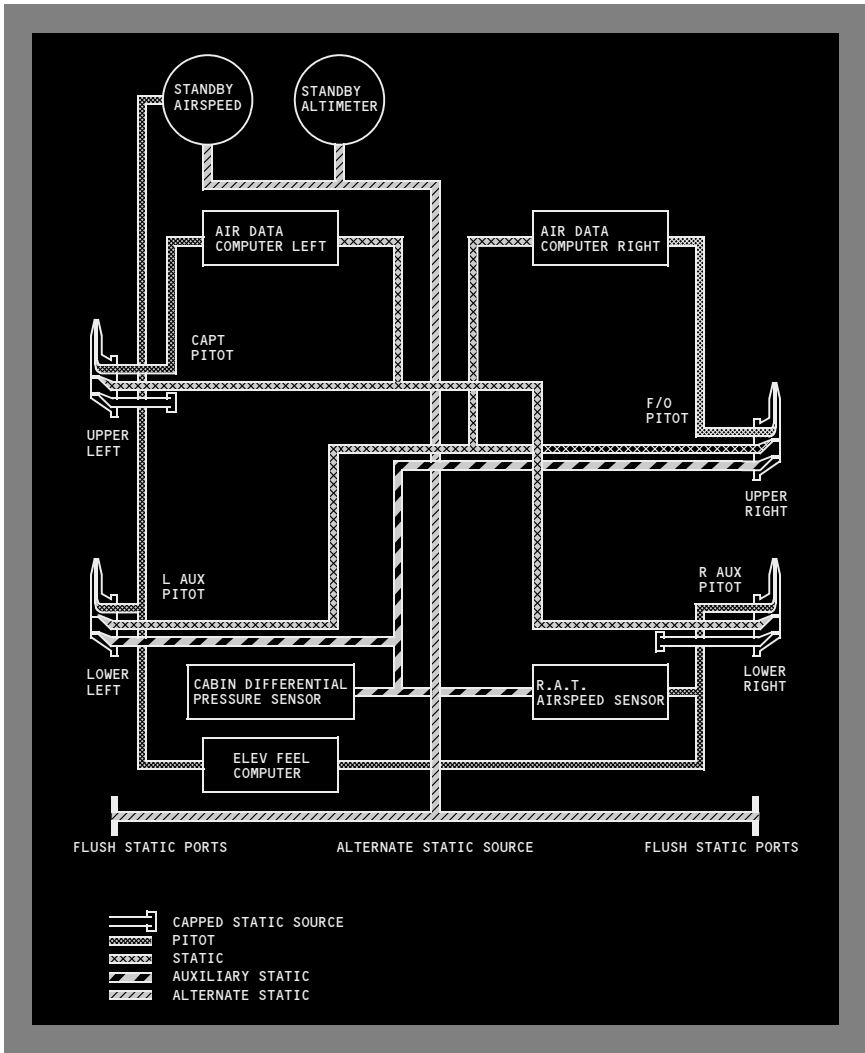 STANDBY
AIRSPEED
STANDBY
ALTIMETER
AIR DATA
COMPUTER LEFT
AIR DATA
COMPUTER RIGHT
CAPT
PITOT
F/O
PITOT
UPPER
LEFT
UPPER
RIGHT
L AUX
PITOT
R AUX
PITOT
LOWER
LEFT
LOWER
RIGHT
CABIN DIFFERENTIAL
PRESSURE SENSOR
R.A.T.
AIRSPEED SENSOR
ELEV FEEL
COMPUTER
FLUSH STATIC PORTS
ALTERNATE STATIC SOURCE
FLUSH STATIC PORTS
CAPPED STATIC SOURCE
PITOT
STATIC
AUXILIARY STATIC
ALTERNATE STATIC